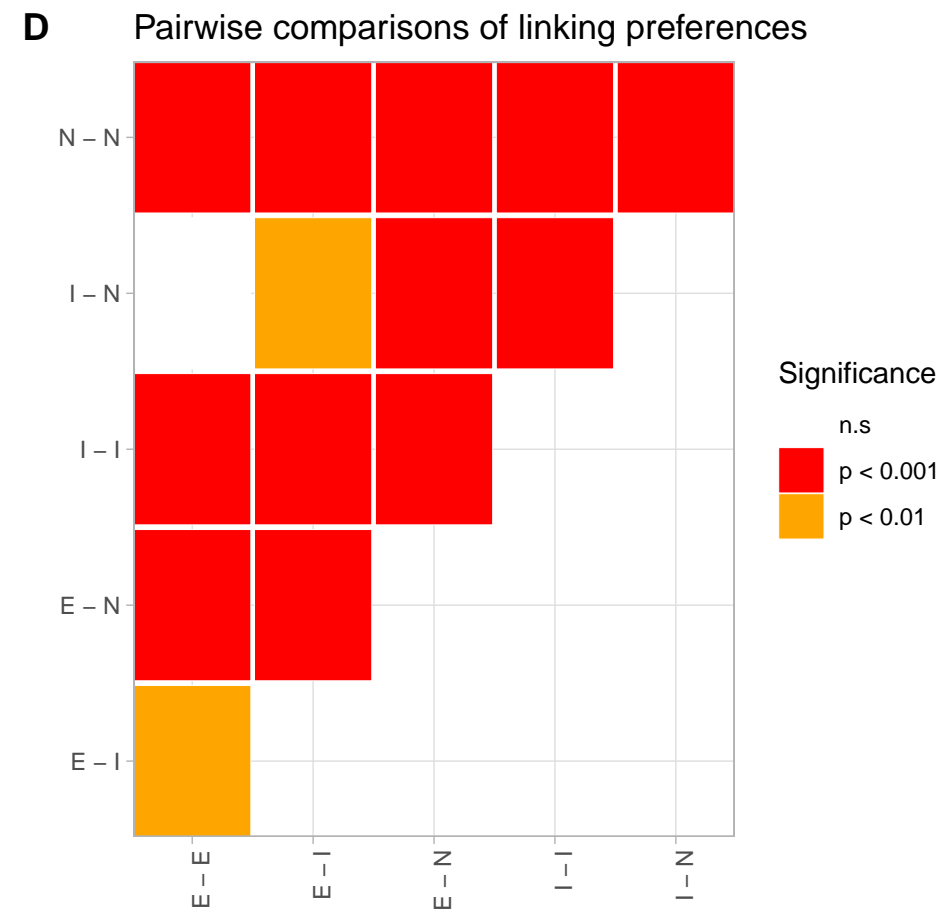 D Pairwise comparisons of linking preferences
N – N
I – N
I – I
E – N
E – I
E – E
E – I
E – N
I – I
I – N
Significance
n.s
p < 0.001
p < 0.01